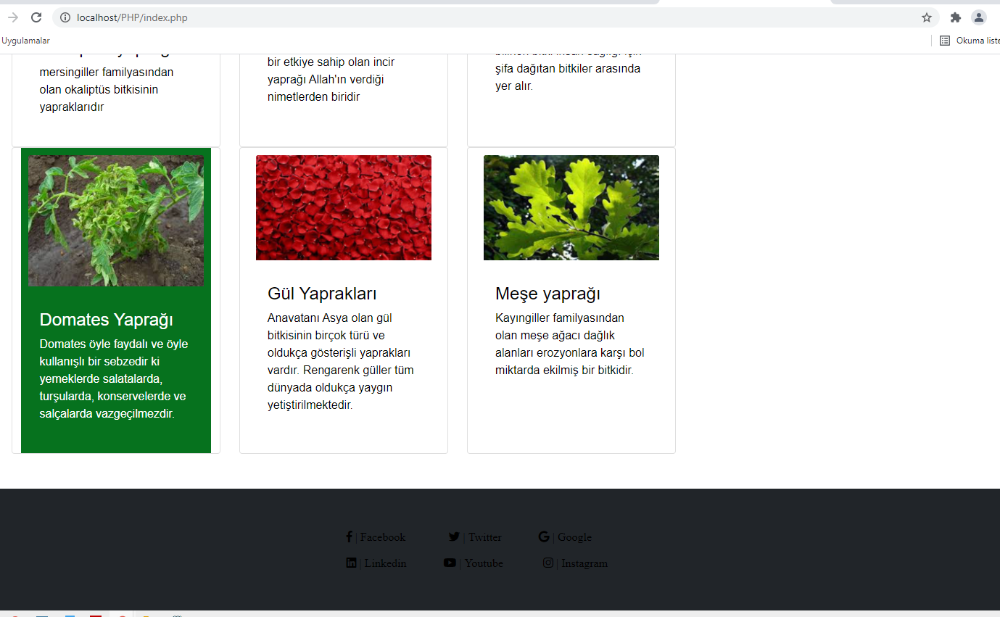 localhost/PHP/index.php
Uygulamalar
Okuma liste
mersingiller familyasından
olan okaliptüs bitkisinin
yapraklarıdır
bir etkiye sahip olan incir
yaprağı Allah'ın verdiği
nimetlerden biridir
şifa dağıtan bitkiler arasında
yer alır.
Domates Yaprağı
Domates öyle faydalı ve öyle
kullanışlı bir sebzedir ki
yemeklerde salatalarda,
turşularda, konservelerde ve
salçalarda vazgeçilmezdir.
Gül Yaprakları
Anavatanı Asya olan gül
bitkisinin birçok türü ve
oldukça gösterişli yaprakları
vardır. Rengarenk güller tüm
dünyada oldukça yaygın
yetiştirilmektedir.
Meşe yaprağı
Kayıngiller familyasından
olan meşe ağacı dağlık
alanları erozyonlara karşı bol
miktarda ekilmiş bir bitkidir.
| Facebook
| Twitter
| Google
| Linkedin
| Youtube
| Instagram